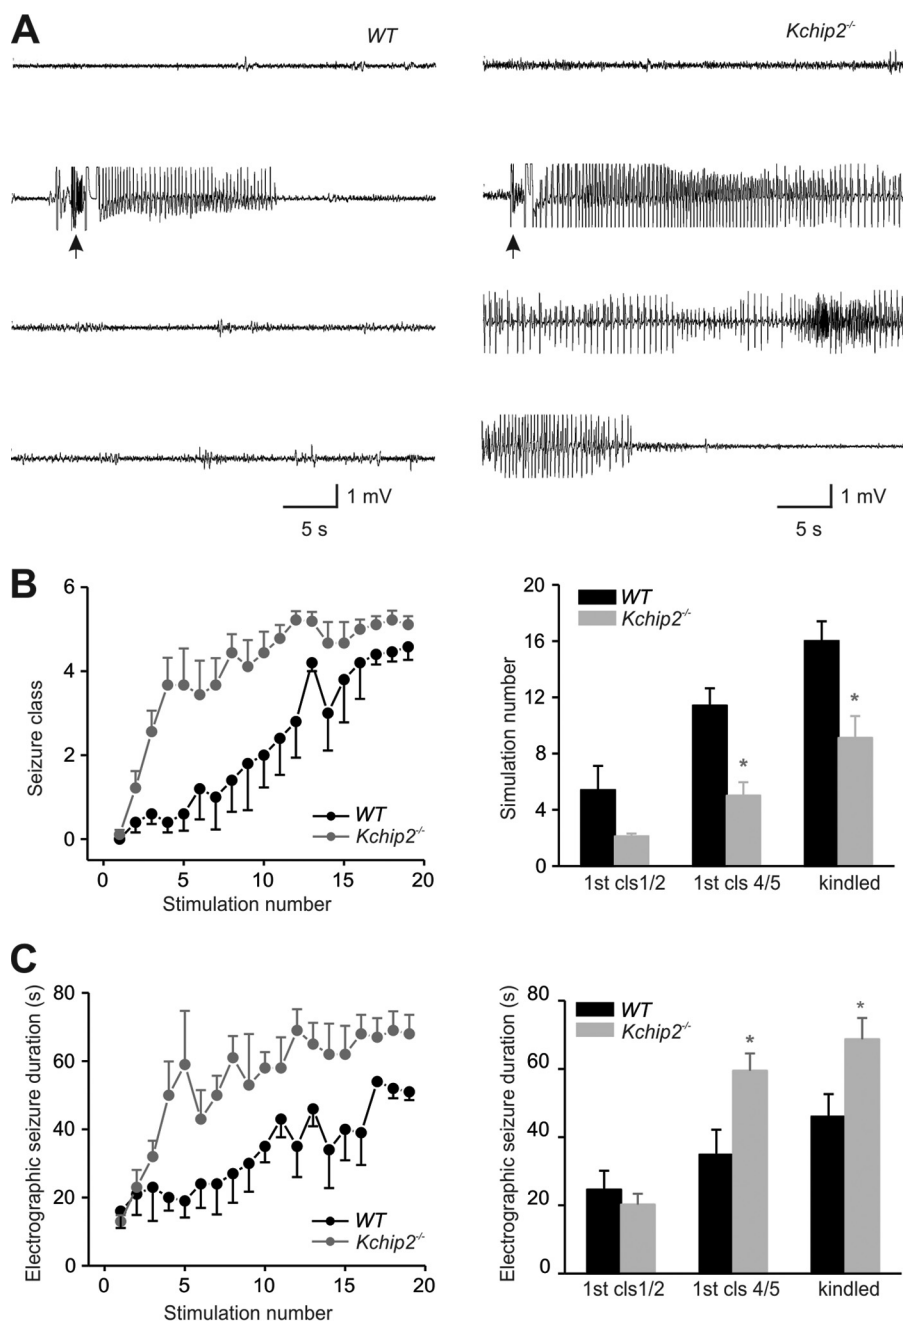 A
WT
Kchip2-/-
1 mV
5 s
1 mV
5 s
B
6
4
2
0
Seizure class
WT
Kchip2-/-
0 5 10 15 20
Stimulation number
20
16
12
8
4
0
Simulation number
WT
Kchip2-/-
*
*
1st cls1/2 1st cls 4/5 kindled
C
80
60
40
20
0
Electrographic seizure duration (s)
WT
Kchip2-/-
0 5 10 15 20
Stimulation number
80
60
40
20
0
Electrographic seizure duration (s)
WT
Kchip2-/-
*
*
1st cls1/2 1st cls 4/5 kindled